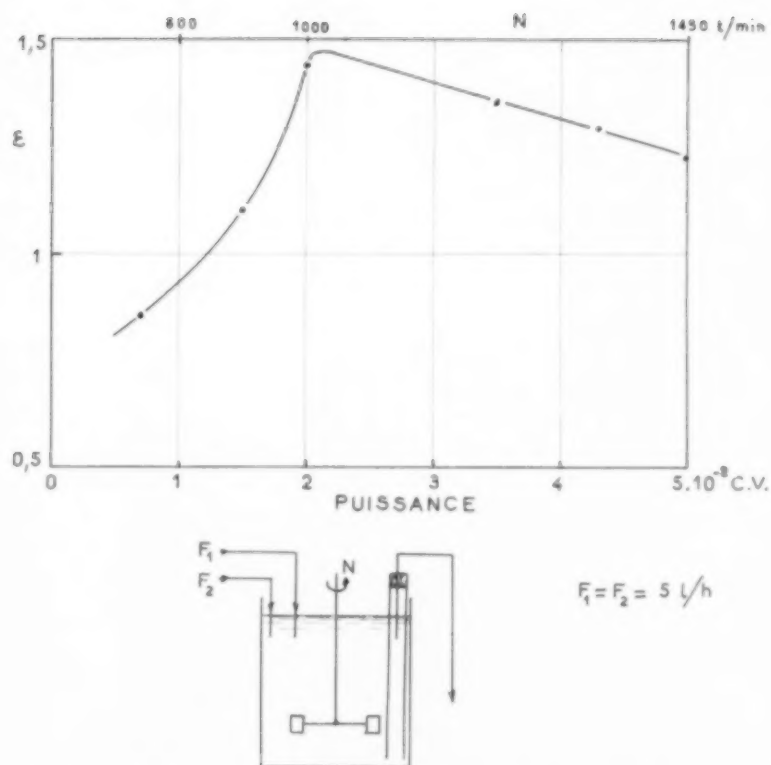 800 1000 N 1450 t/min
1,5
ε
1
0,5
0 1 2 3 4 5.10⁻³ C.V.
PUISSANCE
F₁
F₂
N
F₁ = F₂ = 5 l/h